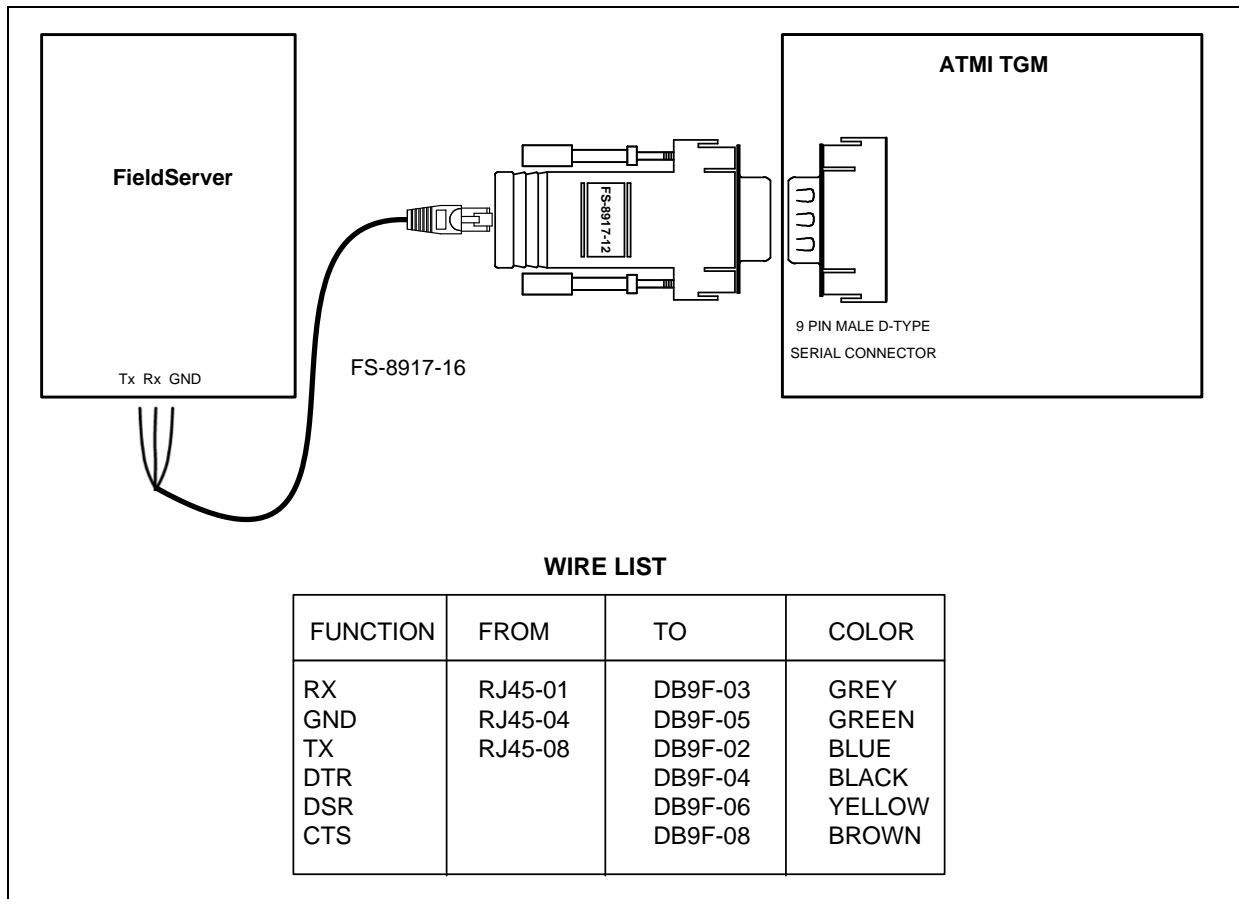 ATMI TGM
FieldServer
FS-8917-12
9 PIN MALE D-TYPE
SERIAL CONNECTOR
Tx Rx GND
FS-8917-16
WIRE LIST
FUNCTION FROM TO COLOR
RX RJ45-01 DB9F-03 GREY
GND RJ45-04 DB9F-05 GREEN
TX RJ45-08 DB9F-02 BLUE
DTR DB9F-04 BLACK
DSR DB9F-06 YELLOW
CTS DB9F-08 BROWN